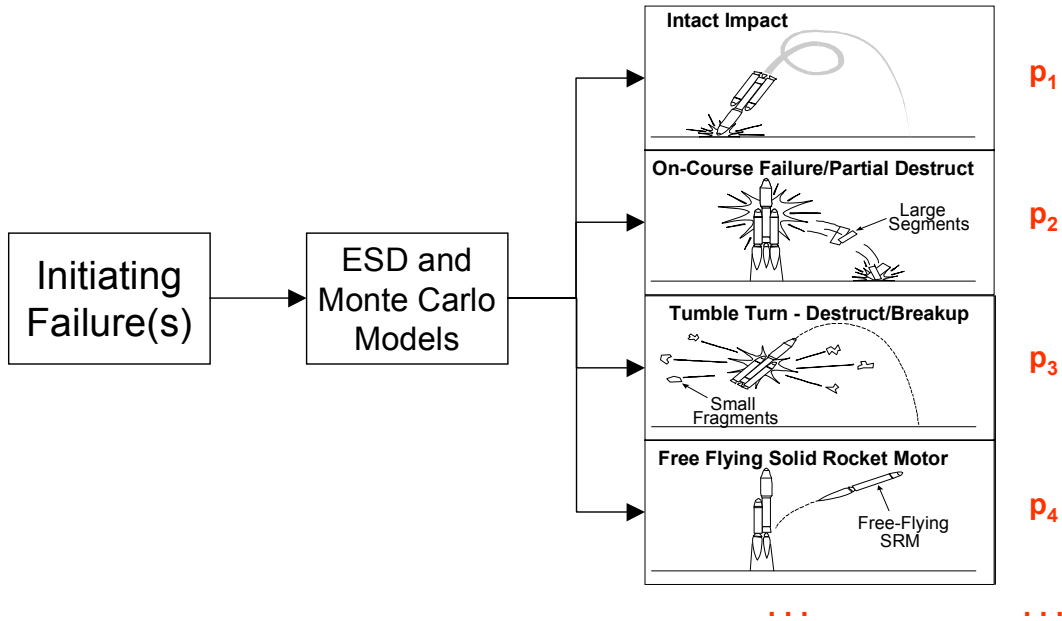 Initiating
Failure(s)
ESD and
Monte Carlo
Models
Intact Impact
p1
On-Course Failure/Partial Destruct
Large
Segments
p2
Tumble Turn - Destruct/Breakup
Small
Fragments
p3
Free Flying Solid Rocket Motor
Free-Flying
SRM
p4
... ...